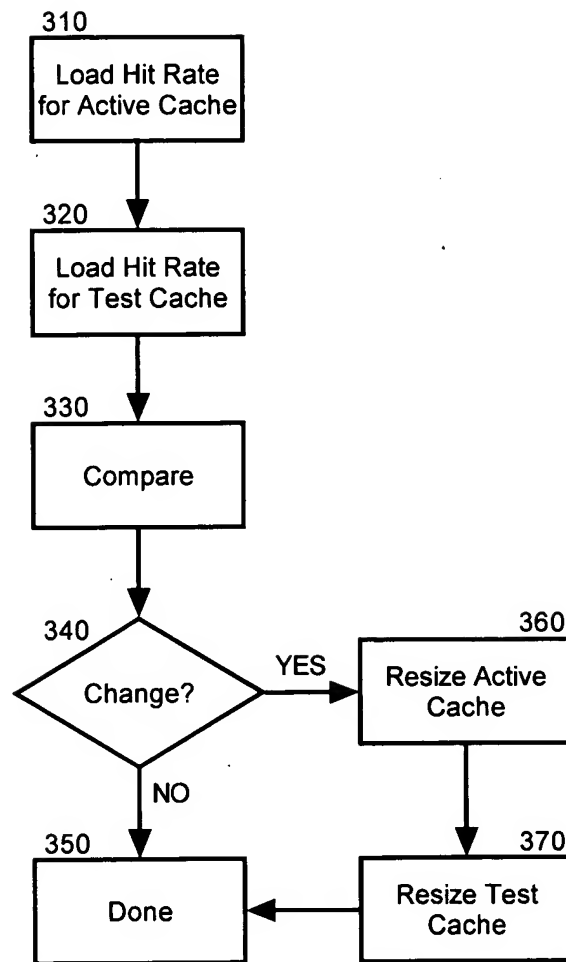 310
Load Hit Rate
for Active Cache
320
Load Hit Rate
for Test Cache
330
Compare
340
Change?
YES
NO
360
Resize Active
Cache
370
Resize Test
Cache
350
Done